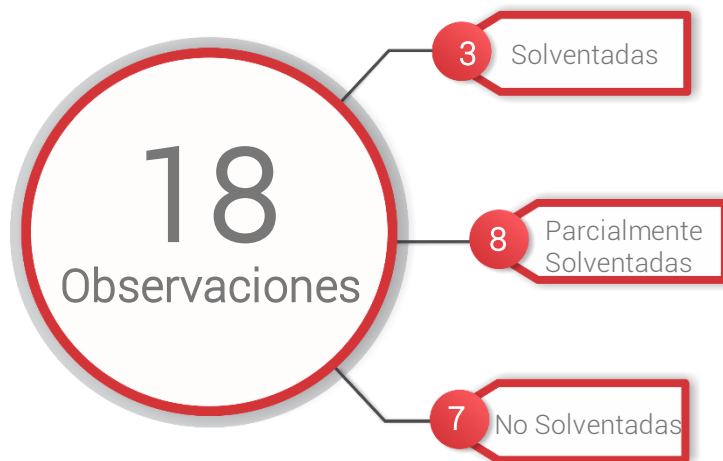 18
Observaciones
3
Solventadas
8
Parcialmente
Solventadas
7
No Solventadas